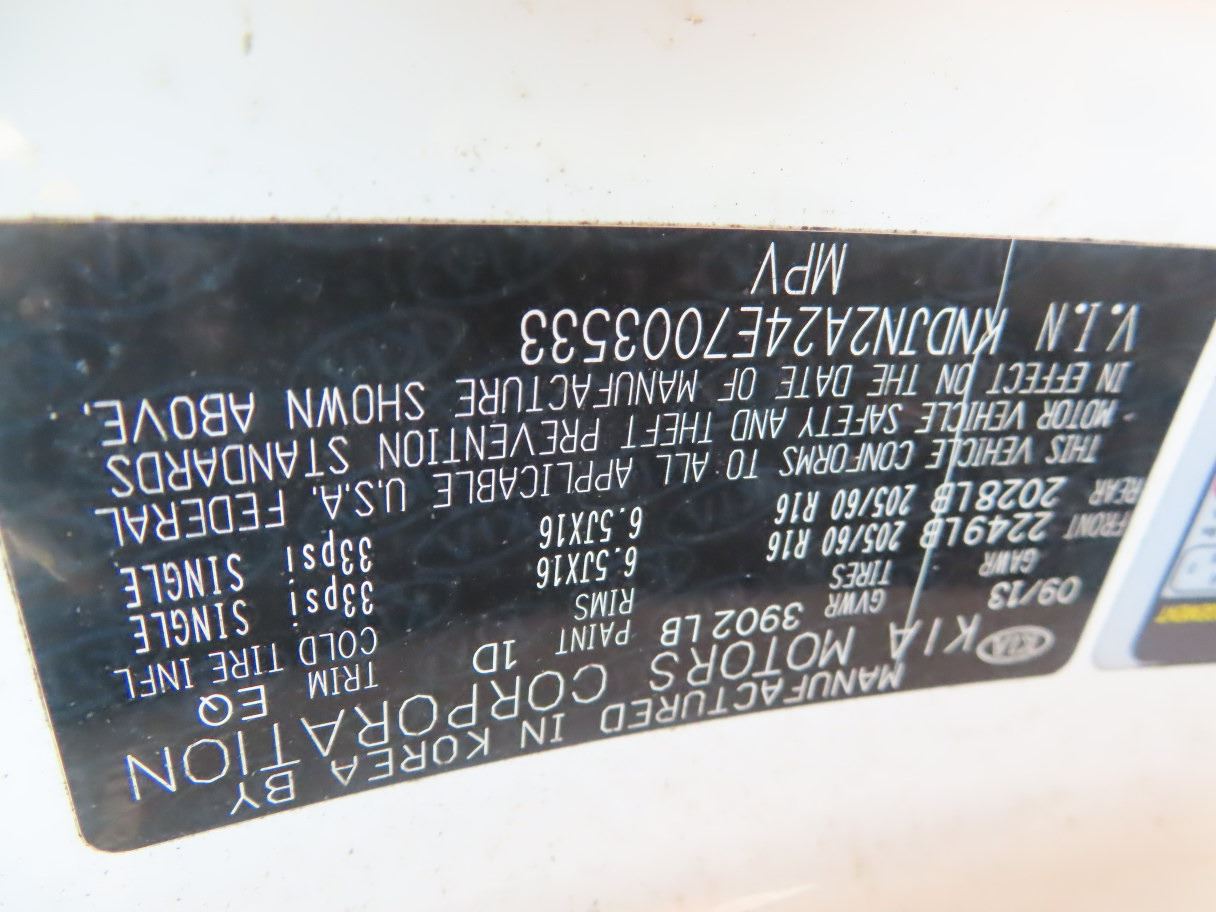 MANUFACTURED IN KOREA BY
KIA KIA MOTORS CORPORATION
09/13 GVWR 3902 LB PAINT 1D TRIM EQ
GAWR TIRES RIMS COLD TIRE INFL
FRONT 2249LB 205/60 R16 6.5JX16 33psi SINGLE
REAR 2028LB 205/60 R16 6.5JX16 33psi SINGLE
THIS VEHICLE CONFORMS TO ALL APPLICABLE U.S.A. FEDERAL
MOTOR VEHICLE SAFETY AND THEFT PREVENTION STANDARDS
IN EFFECT ON THE DATE OF MANUFACTURE SHOWN ABOVE.
V.I.N KNDJN2A24E7003533
MPV